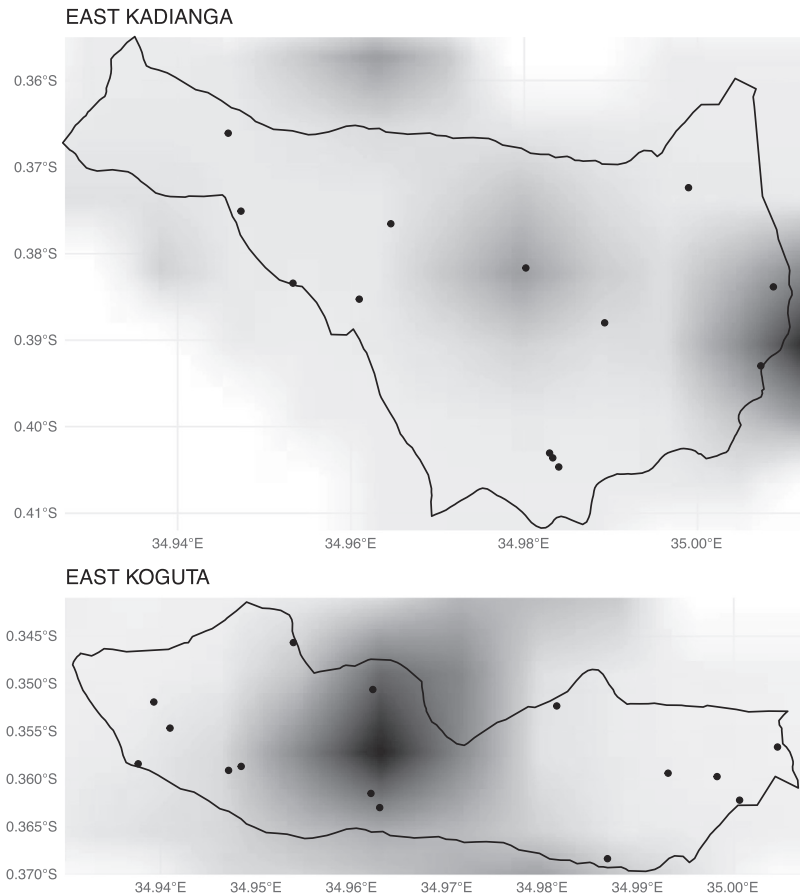 EAST KADIANGA
0.36°S
0.37°S
0.38°S
0.39°S
0.40°S
0.41°S
34.94°E 34.96°E 34.98°E 35.00°E
EAST KOGUTA
0.345°S
0.350°S
0.355°S
0.360°S
0.365°S
0.370°S
34.94°E 34.95°E 34.96°E 34.97°E 34.98°E 34.99°E 35.00°E